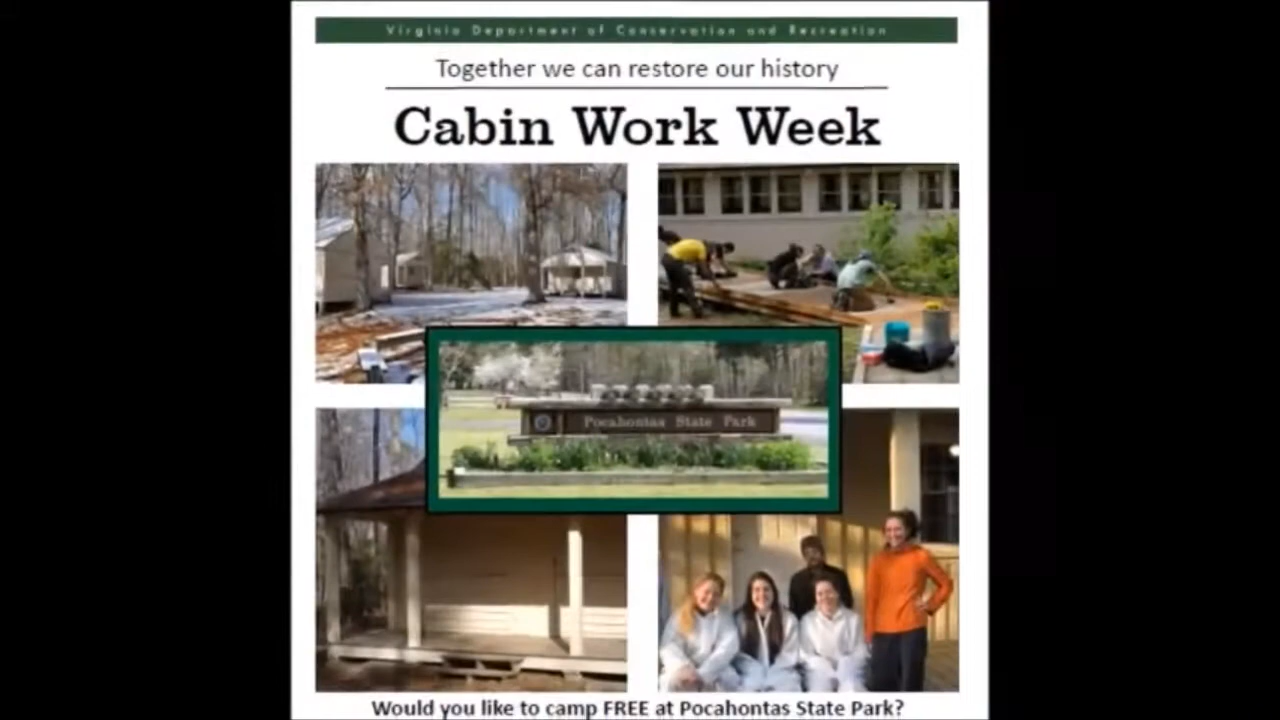 Virginia Department of Conservation and Recreation
Together we can restore our history
Cabin Work Week
Pocahontas State Park
Would you like to camp FREE at Pocahontas State Park?